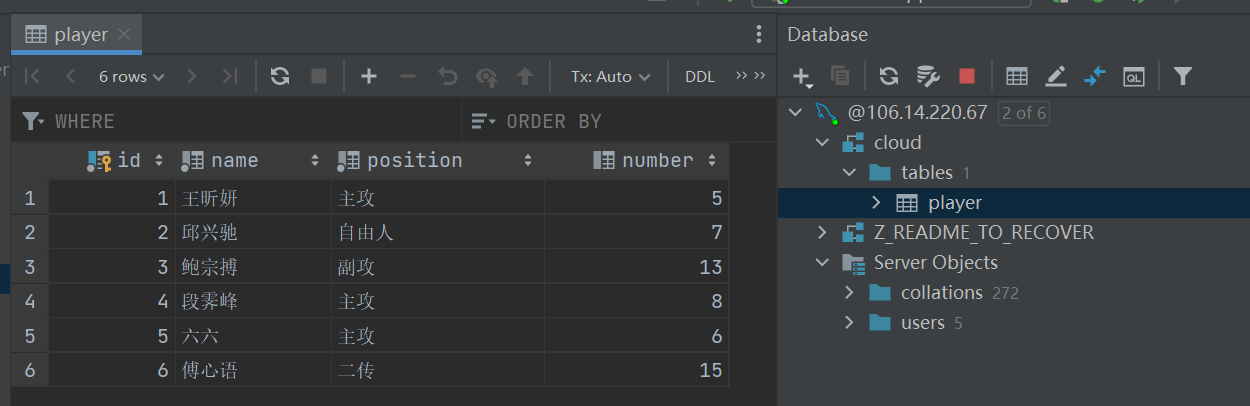 player
Database
6 rows
Tx: Auto
DDL
WHERE
ORDER BY
id name position number
1 1 王昕妍 主攻 5
2 2 邱兴驰 自由人 7
3 3 鲍宗搏 副攻 13
4 4 段霁峰 主攻 8
5 5 六六 主攻 6
6 6 傅心语 二传 15
@106.14.220.67 2 of 6
cloud
tables 1
player
Z_README_TO_RECOVER
Server Objects
collations 272
users 5
QL